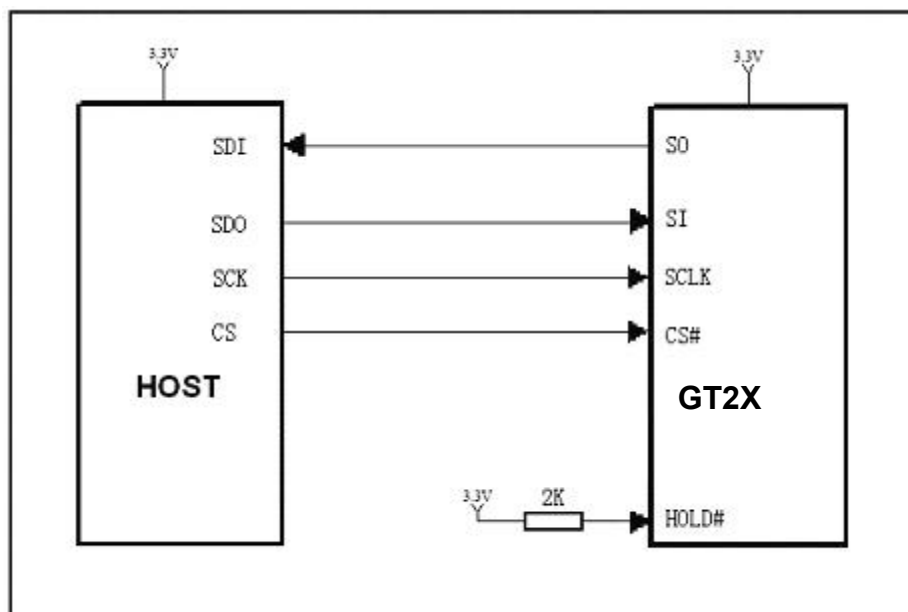 3.3V
3.3V
SDI
SO
SDO
SI
SCK
SCLK
CS
CS#
HOST
GT2X
3.3V
2K
HOLD#